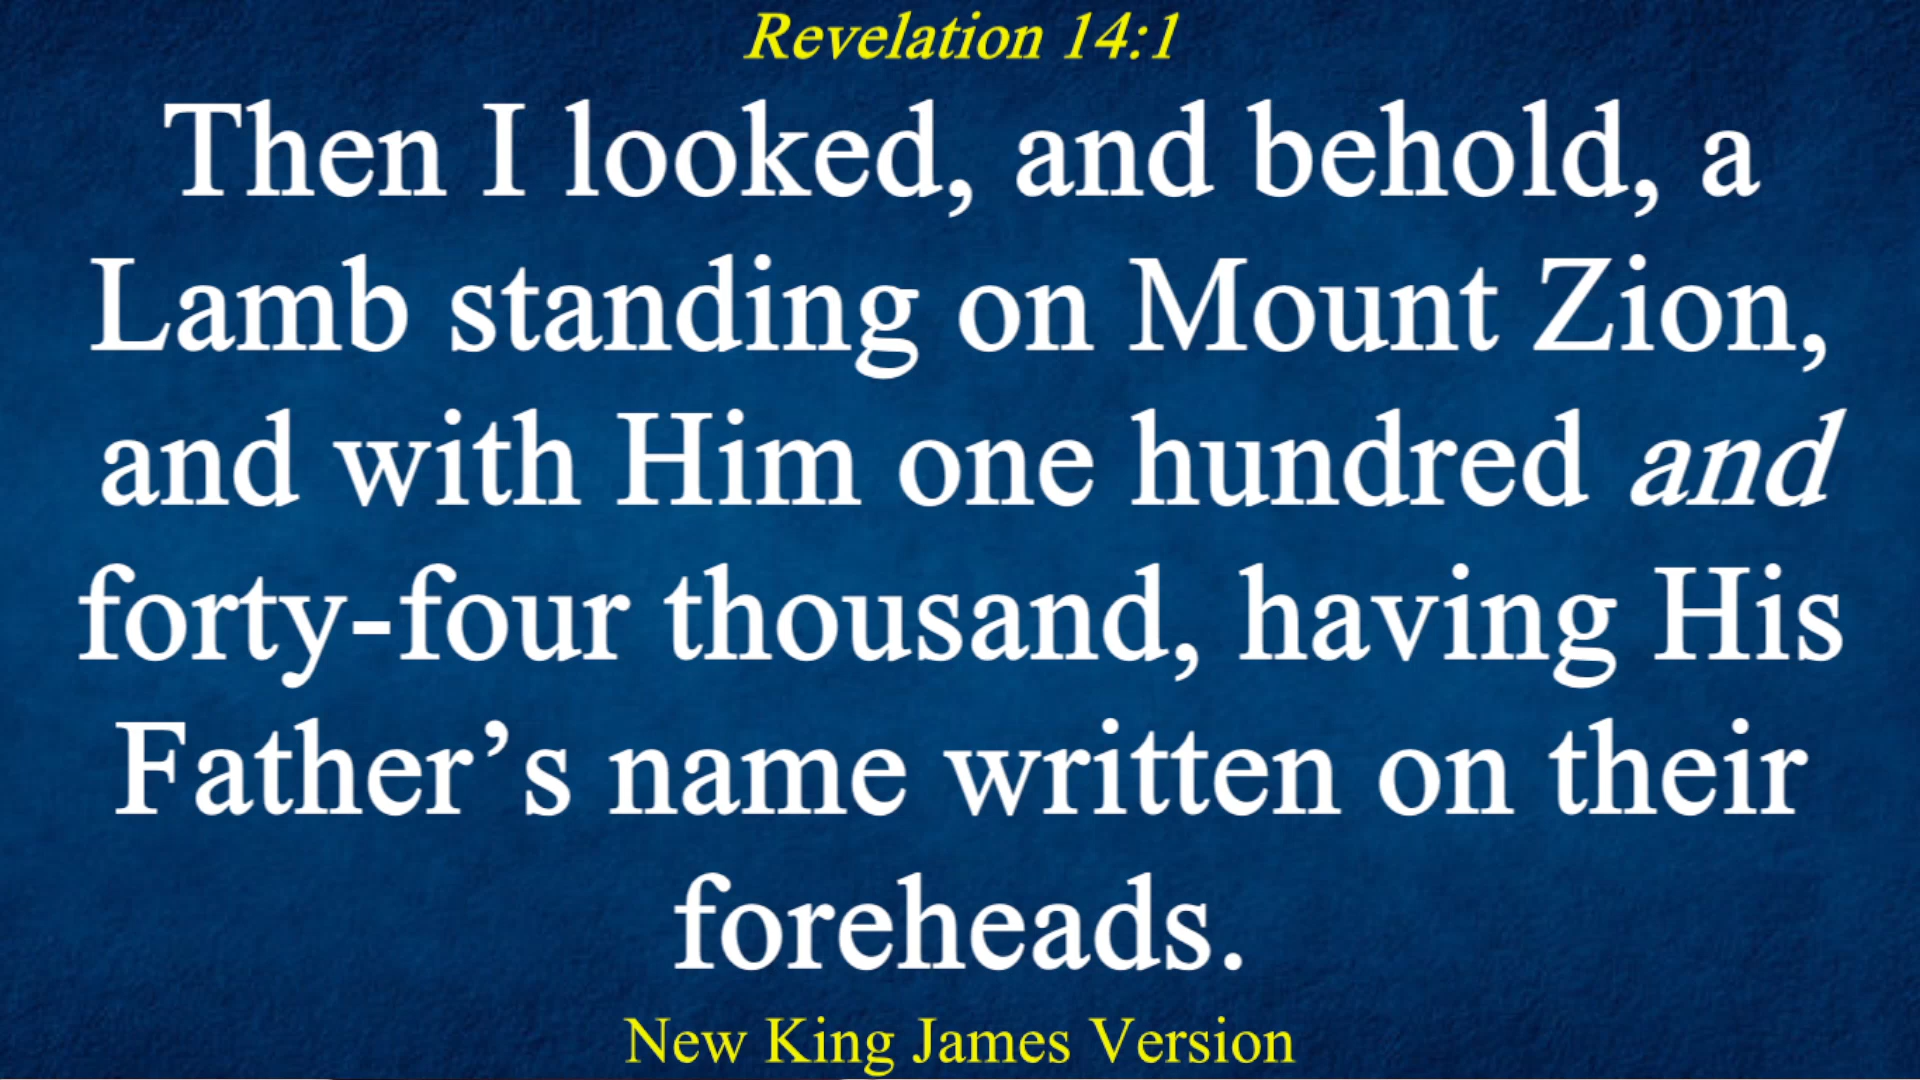 Revelation 14:1
Then I looked, and behold, a
Lamb standing on Mount Zion,
and with Him one hundred and
forty-four thousand, having His
Father’s name written on their
foreheads.
New King James Version